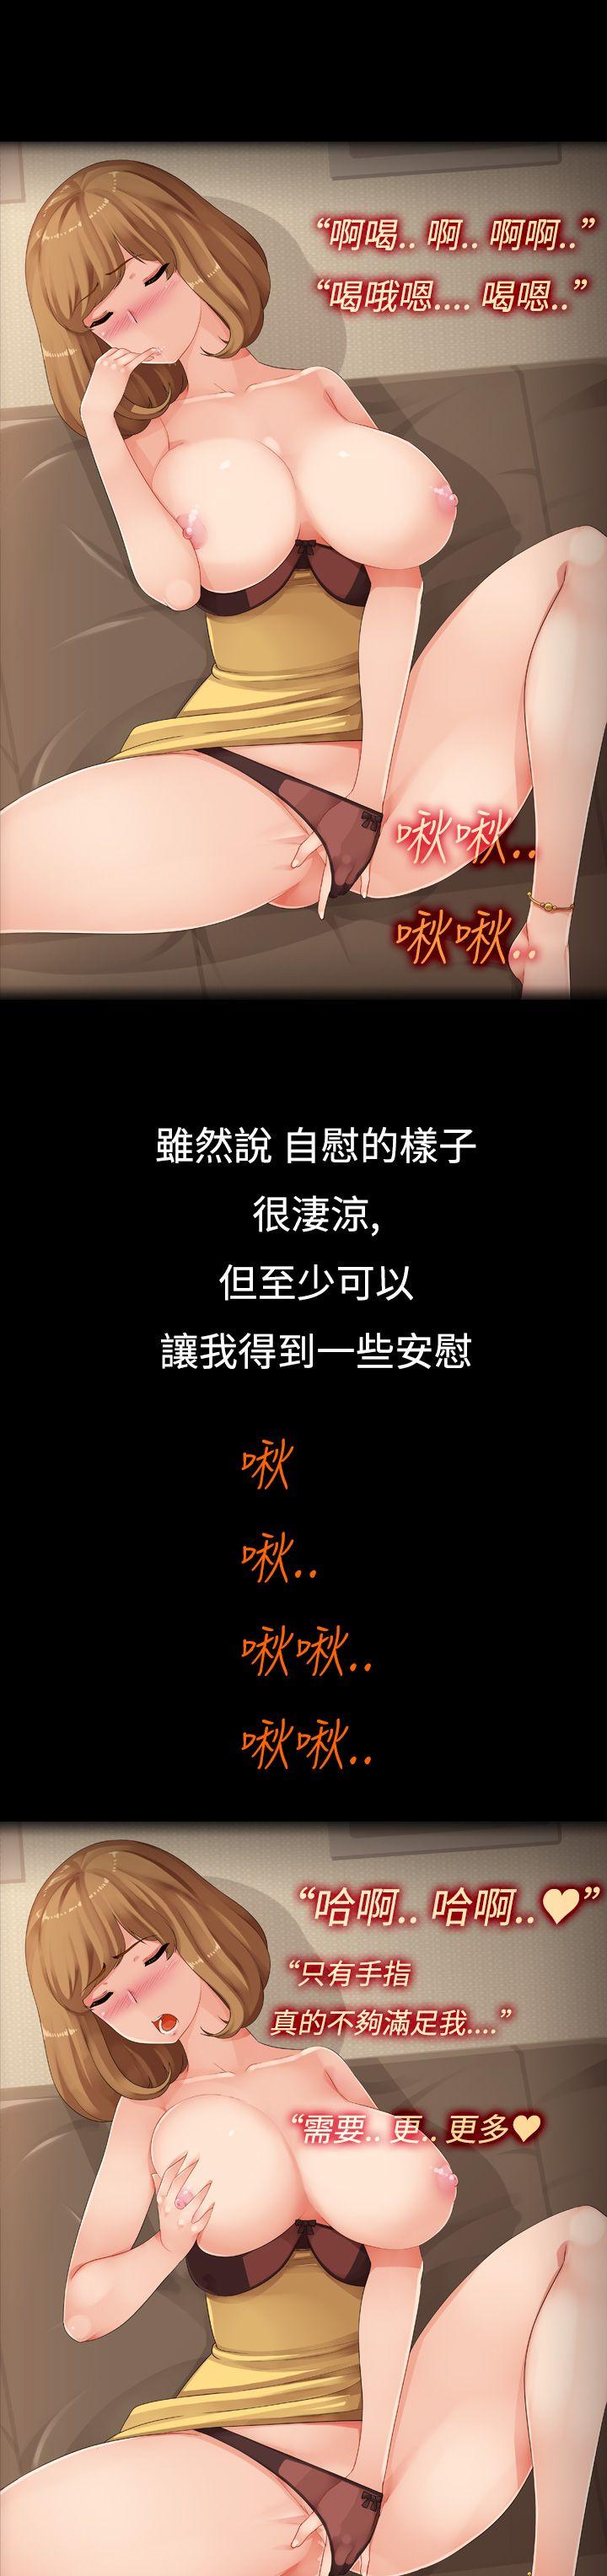 “啊喝.. 啊.. 啊啊..”
“喝哦嗯.... 喝嗯..”
啾啾..
啾啾..
雖然說 自慰的樣子
很淒涼,
但至少可以
讓我得到一些安慰
啾
啾..
啾啾..
啾啾..
“哈啊.. 哈啊..♥”
“只有手指
真的不夠滿足我....”
“需要.. 更.. 更多♥”